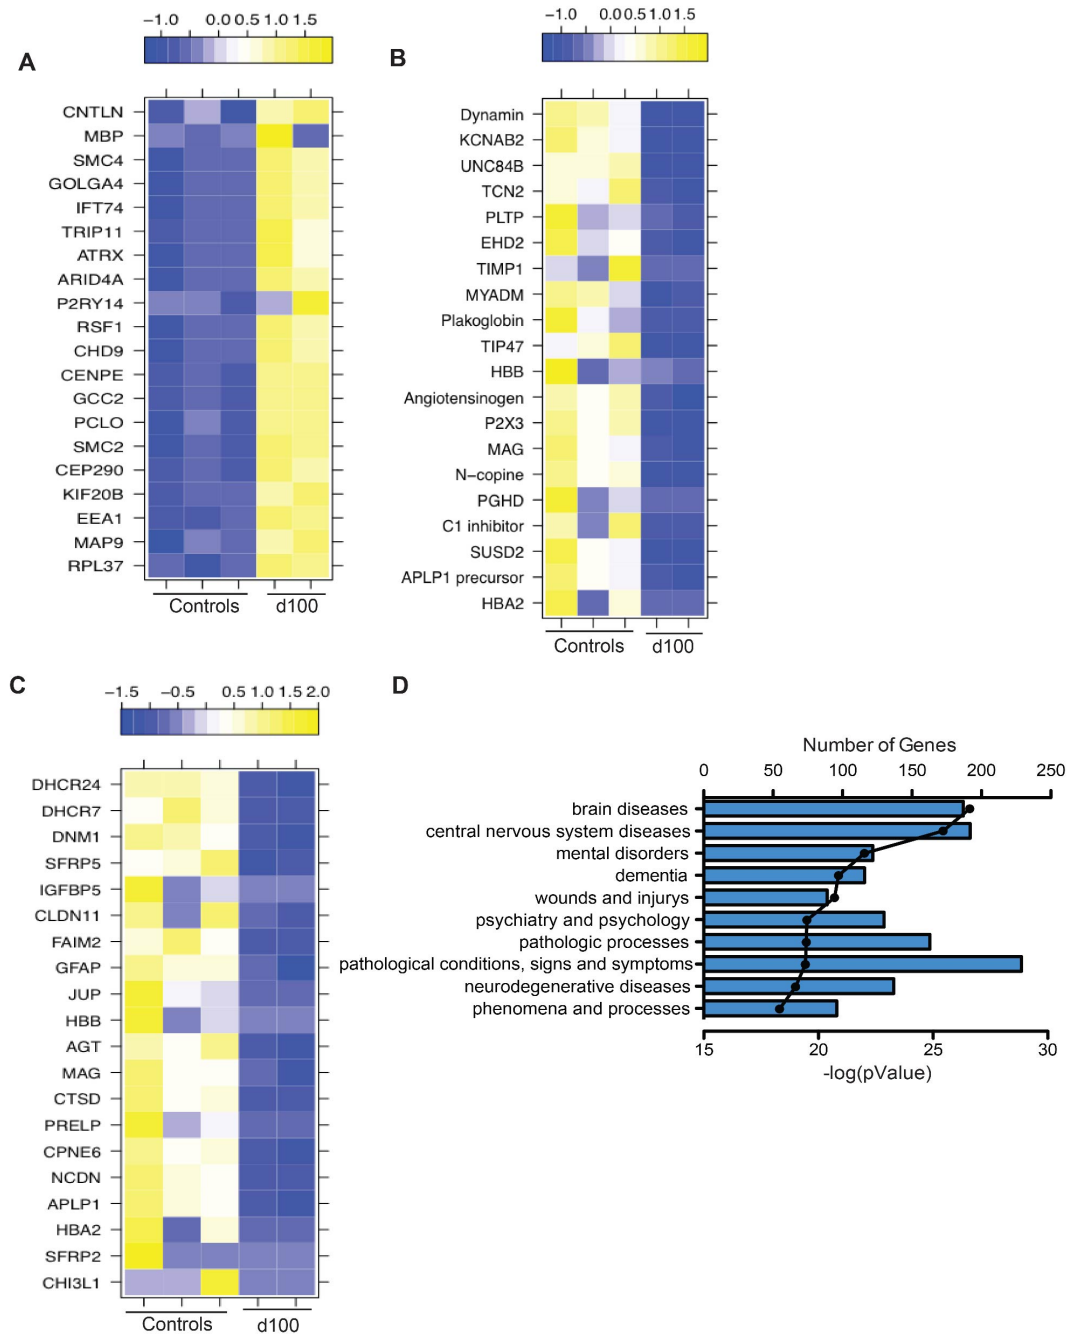 A
−1.0 0.0 0.5 1.0 1.5
CNTLN
MBP
SMC4
GOLGA4
IFT74
TRIP11
ATRX
ARID4A
P2RY14
RSF1
CHD9
CENPE
GCC2
PCLO
SMC2
CEP290
KIF20B
EEA1
MAP9
RPL37
Controls d100
B
−1.0 0.0 0.5 1.0 1.5
Dynamin
KCNAB2
UNC84B
TCN2
PLTP
EHD2
TIMP1
MYADM
Plakoglobin
TIP47
HBB
Angiotensinogen
P2X3
MAG
N−copine
PGHD
C1 inhibitor
SUSD2
APLP1 precursor
HBA2
Controls d100
C
−1.5 −0.5 0.5 1.0 1.5 2.0
DHCR24
DHCR7
DNM1
SFRP5
IGFBP5
CLDN11
FAIM2
GFAP
JUP
HBB
AGT
MAG
CTSD
PRELP
CPNE6
NCDN
APLP1
HBA2
SFRP2
CHI3L1
Controls d100
D
Number of Genes
0 50 100 150 200 250
brain diseases
central nervous system diseases
mental disorders
dementia
wounds and injurys
psychiatry and psychology
pathologic processes
pathological conditions, signs and symptoms
neurodegenerative diseases
phenomena and processes
15 20 25 30
-log(pValue)